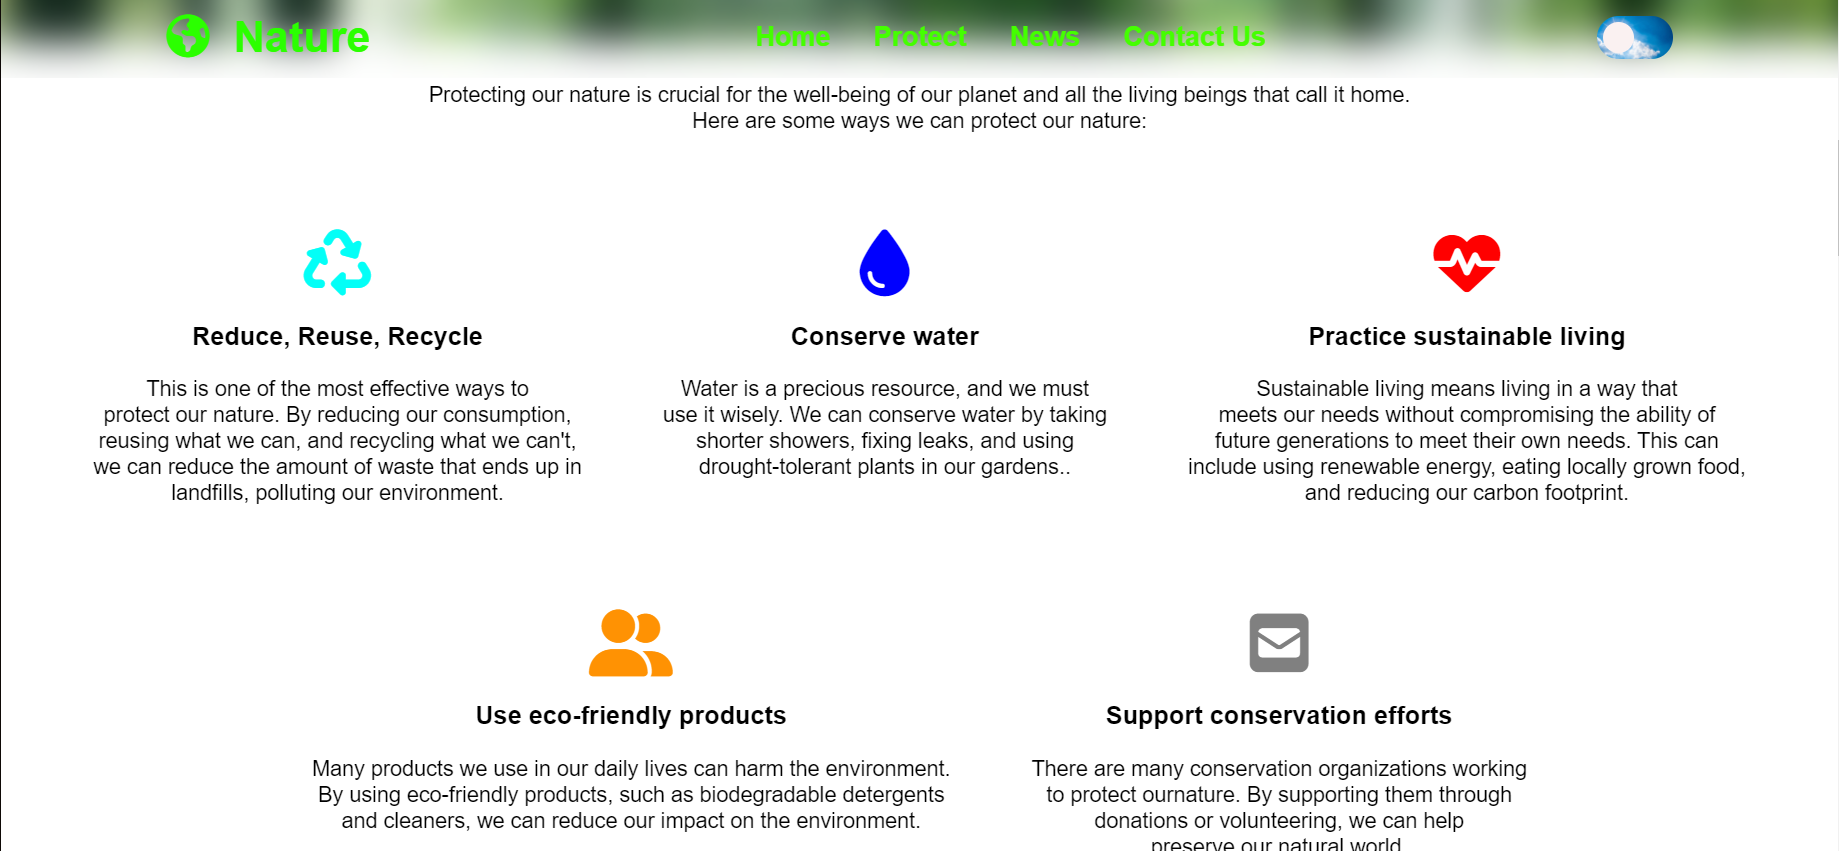 Nature
Home Protect News Contact Us
Protecting our nature is crucial for the well-being of our planet and all the living beings that call it home.
Here are some ways we can protect our nature:
Reduce, Reuse, Recycle
This is one of the most effective ways to
protect our nature. By reducing our consumption,
reusing what we can, and recycling what we can't,
we can reduce the amount of waste that ends up in
landfills, polluting our environment.
Conserve water
Water is a precious resource, and we must
use it wisely. We can conserve water by taking
shorter showers, fixing leaks, and using
drought-tolerant plants in our gardens..
Practice sustainable living
Sustainable living means living in a way that
meets our needs without compromising the ability of
future generations to meet their own needs. This can
include using renewable energy, eating locally grown food,
and reducing our carbon footprint.
Use eco-friendly products
Many products we use in our daily lives can harm the environment.
By using eco-friendly products, such as biodegradable detergents
and cleaners, we can reduce our impact on the environment.
Support conservation efforts
There are many conservation organizations working
to protect ournature. By supporting them through
donations or volunteering, we can help
preserve our natural world.